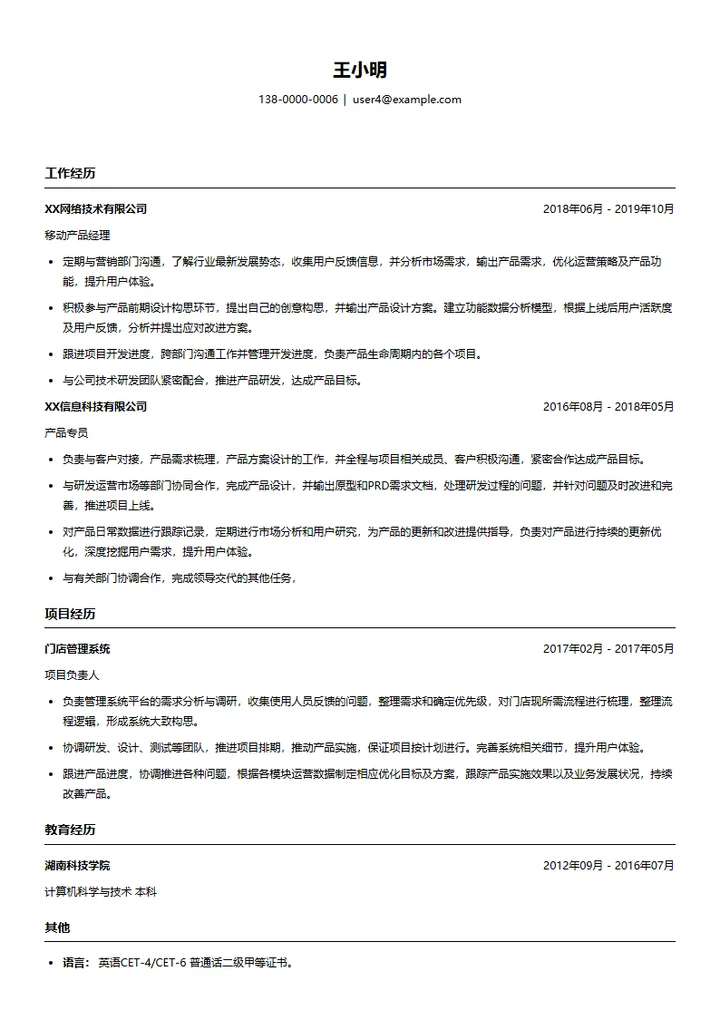 王小明
138-0000-0006 | user4@example.com
工作经历
XX网络技术有限公司 2018年06月 - 2019年10月
移动产品经理
• 定期与营销部门沟通，了解行业最新发展势态，收集用户反馈信息，并分析市场需求，输出产品需求，优化运营策略及产品功
能，提升用户体验。
• 积极参与产品前期设计构思环节，提出自己的创意构思，并输出产品设计方案。建立功能数据分析模型，根据上线后用户活跃度
及用户反馈，分析并提出应对改进方案。
• 跟进项目开发进度，跨部门沟通工作并管理开发进度，负责产品生命周期内的各个项目。
• 与公司技术研发团队紧密配合，推进产品研发，达成产品目标。
XX信息科技有限公司 2016年08月 - 2018年05月
产品专员
• 负责与客户对接，产品需求梳理，产品方案设计的工作，并全程与项目相关成员、客户积极沟通，紧密合作达成产品目标。
• 与研发运营市场等部门协同合作，完成产品设计，并输出原型和PRD需求文档，处理研发过程的问题，并针对问题及时改进和完
善，推进项目上线。
• 对产品日常数据进行跟踪记录，定期进行市场分析和用户研究，为产品的更新和改进提供指导，负责对产品进行持续的更新优
化，深度挖掘用户需求，提升用户体验。
• 与有关部门协调合作，完成领导交代的其他任务，
项目经历
门店管理系统 2017年02月 - 2017年05月
项目负责人
• 负责管理系统平台的需求分析与调研，收集使用人员反馈的问题，整理需求和确定优先级，对门店现所需流程进行梳理，整理流
程逻辑，形成系统大致构思。
• 协调研发、设计、测试等团队，推进项目排期，推动产品实施，保证项目按计划进行。完善系统相关细节，提升用户体验。
• 跟进产品进度，协调推进各种问题，根据各模块运营数据制定相应优化目标及方案，跟踪产品实施效果以及业务发展状况，持续
改善产品。
教育经历
湖南科技学院 2012年09月 - 2016年07月
计算机科学与技术 本科
其他
• 语言： 英语CET-4/CET-6 普通话二级甲等证书。